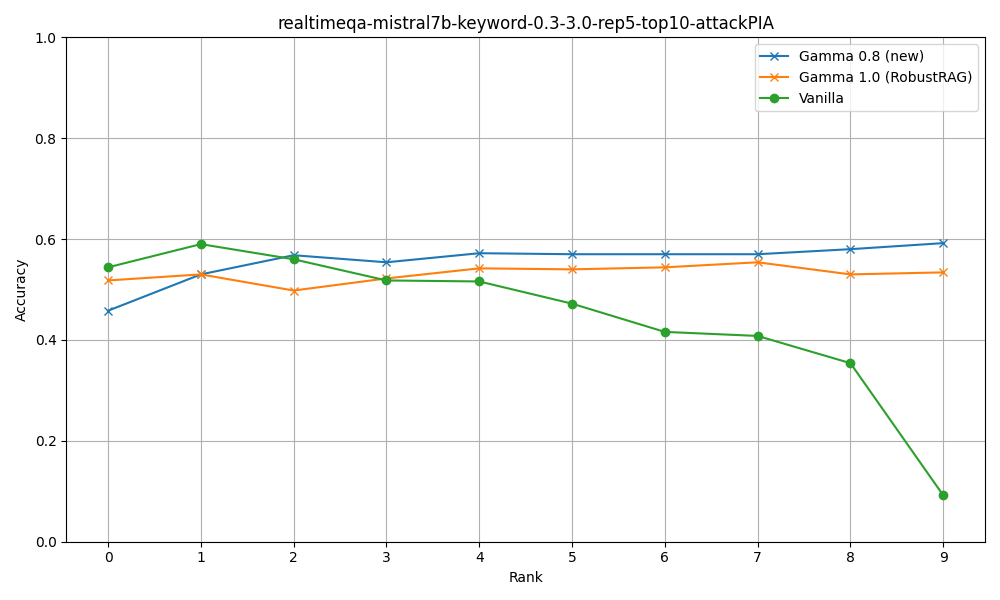 realtimeqa-mistral7b-keyword-0.3-3.0-rep5-top10-attackPIA
Gamma 0.8 (new)
Gamma 1.0 (RobustRAG)
Vanilla
Accuracy
1.0
0.8
0.6
0.4
0.2
0.0
0 1 2 3 4 5 6 7 8 9
Rank